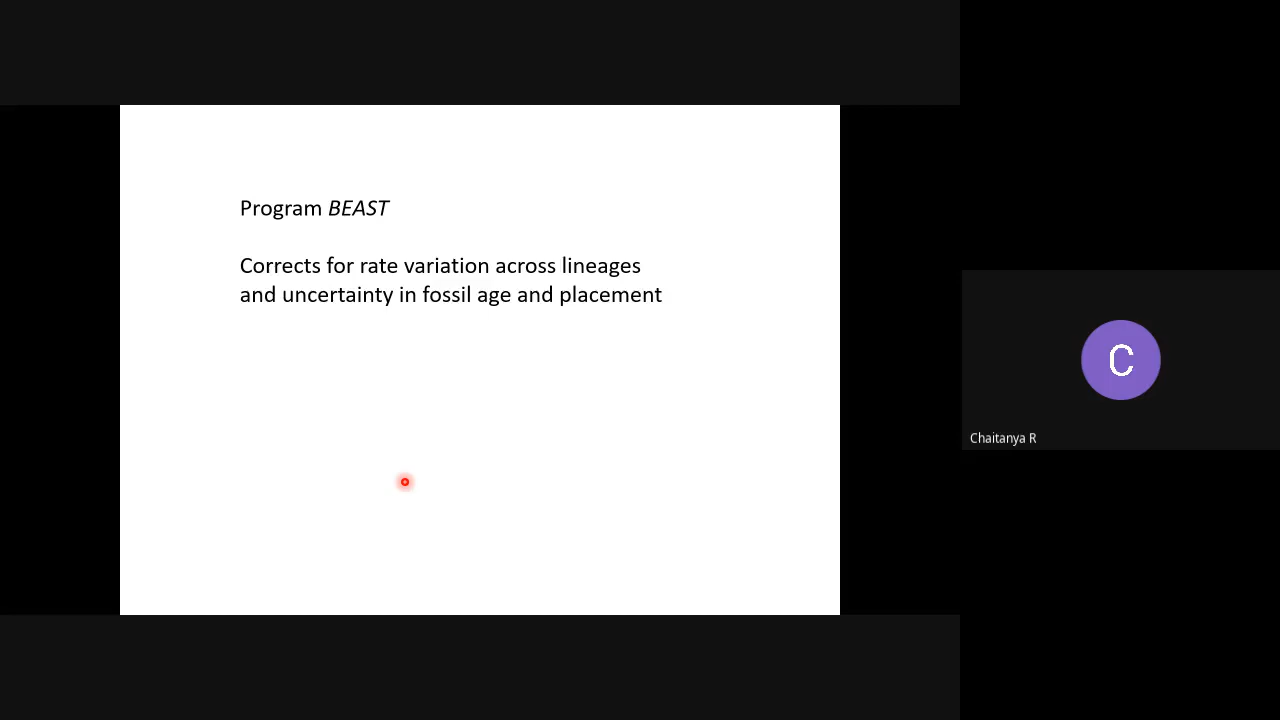 Program BEAST
Corrects for rate variation across lineages
and uncertainty in fossil age and placement
C
Chaitanya R